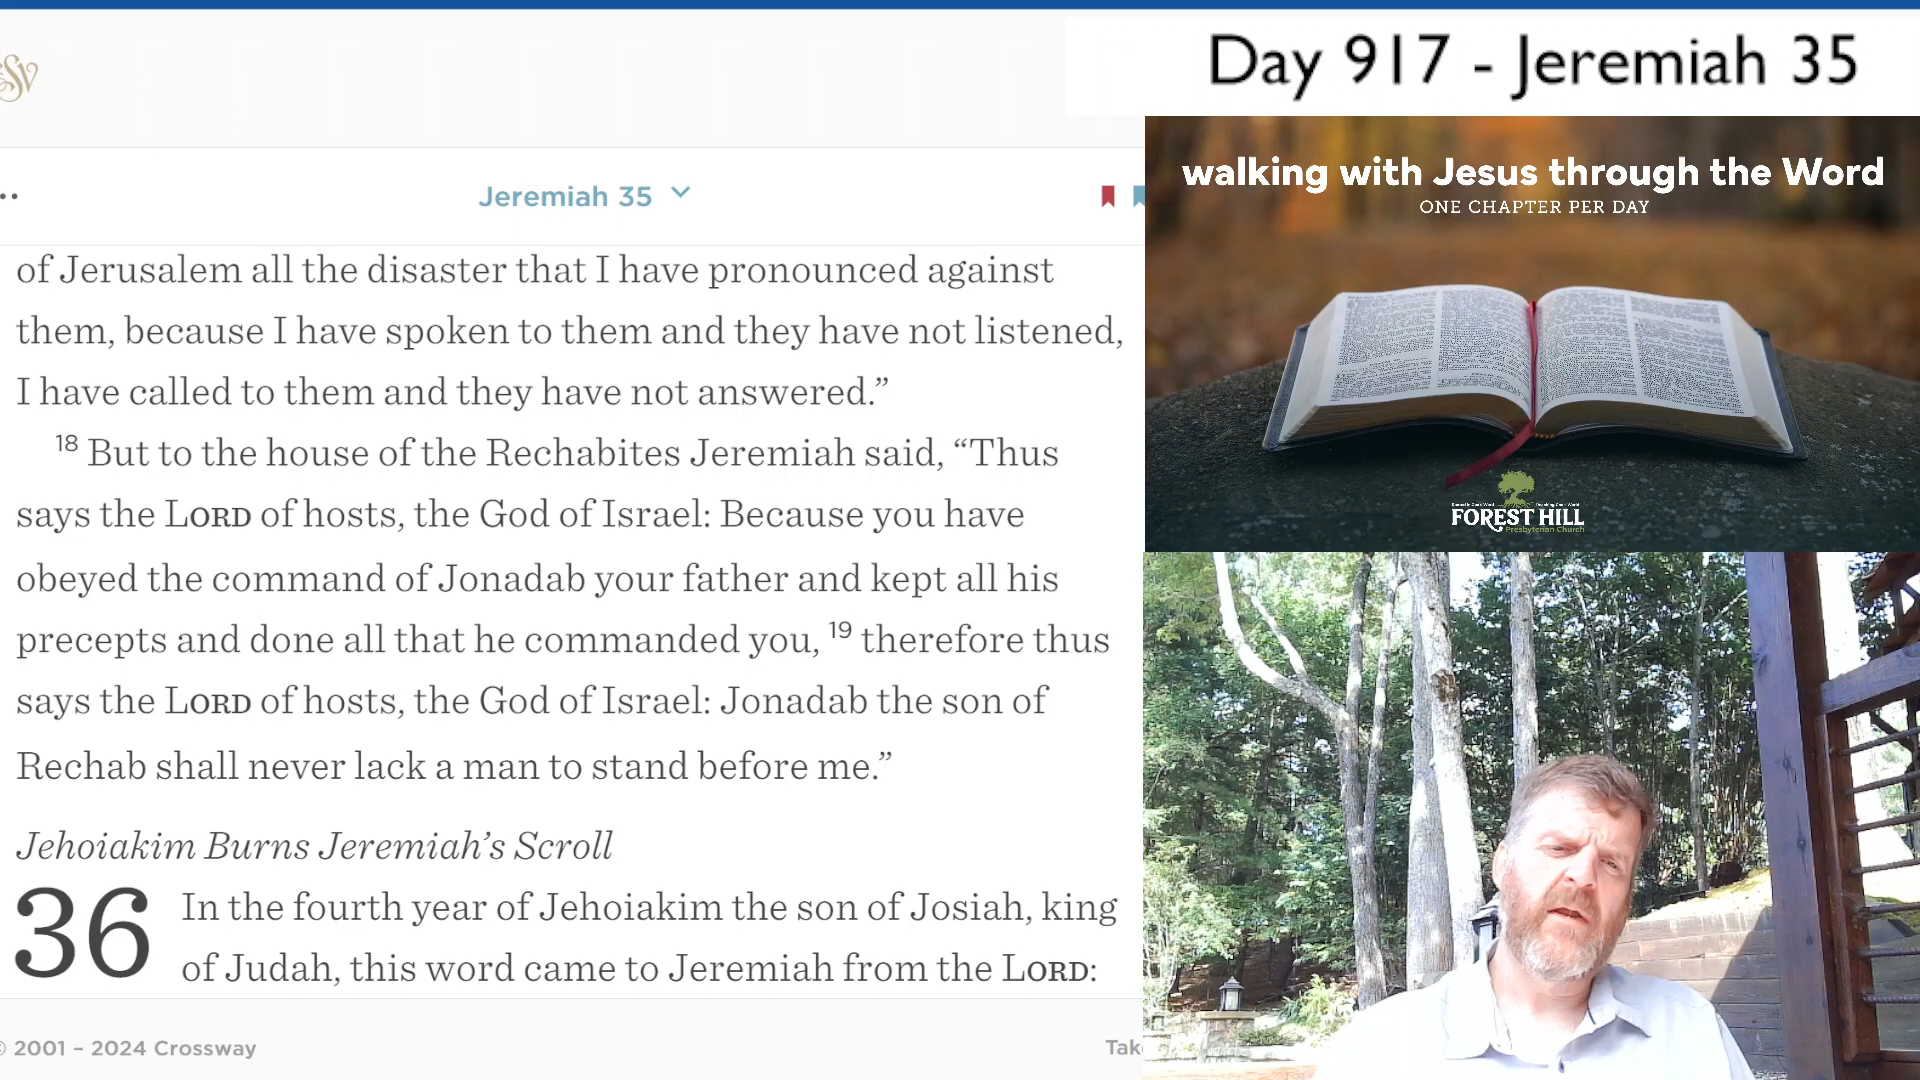 Day 917 - Jeremiah 35
ESV
Jeremiah 35
of Jerusalem all the disaster that I have pronounced against
them, because I have spoken to them and they have not listened,
I have called to them and they have not answered.”
18 But to the house of the Rechabites Jeremiah said, “Thus
says the LORD of hosts, the God of Israel: Because you have
obeyed the command of Jonadab your father and kept all his
precepts and done all that he commanded you, 19 therefore thus
says the LORD of hosts, the God of Israel: Jonadab the son of
Rechab shall never lack a man to stand before me.”
Jehoiakim Burns Jeremiah’s Scroll
36 In the fourth year of Jehoiakim the son of Josiah, king
of Judah, this word came to Jeremiah from the LORD:
© 2001 – 2024 Crossway
walking with Jesus through the Word
ONE CHAPTER PER DAY
FOREST HILL
Presbyterian Church